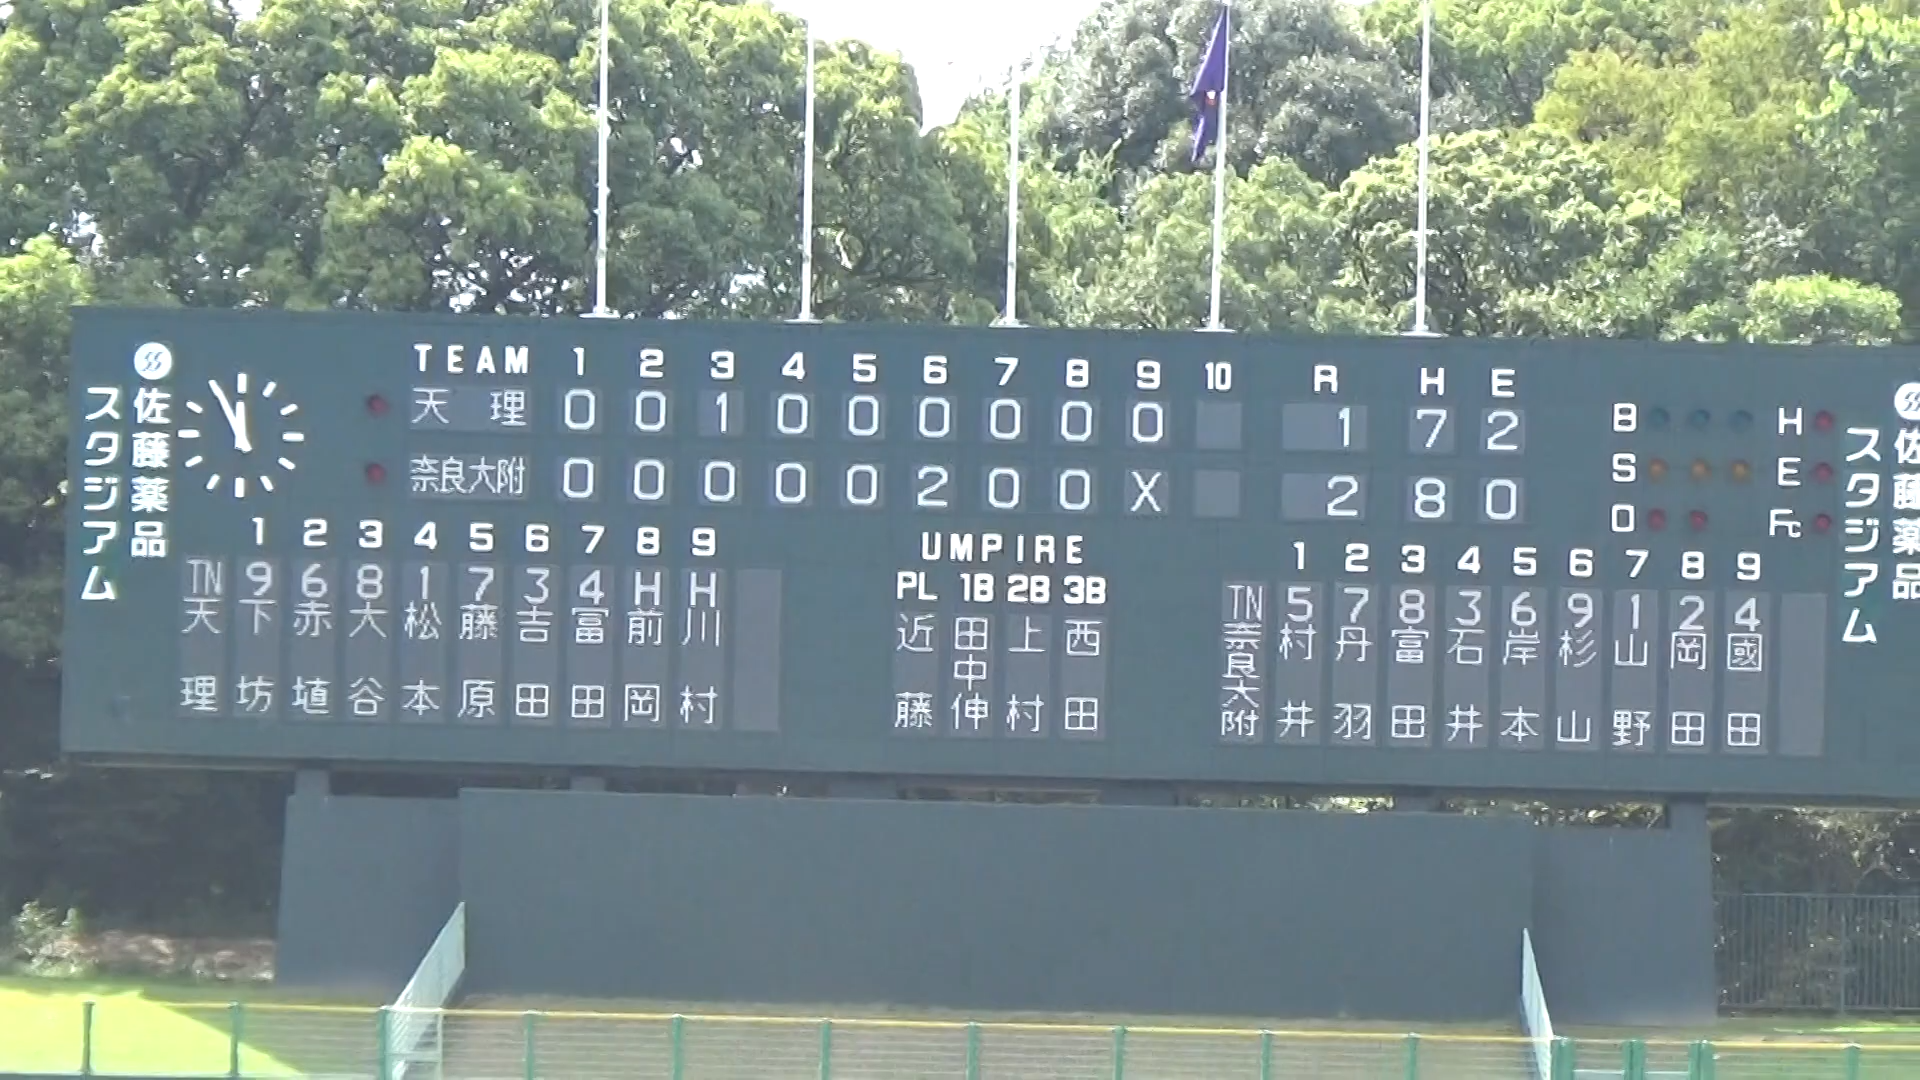 佐藤薬品
スタジアム
TEAM 1 2 3 4 5 6 7 8 9 10 R H E
天理 0 0 1 0 0 0 0 0 0 1 7 2
奈良大附 0 0 0 0 0 2 0 0 X 2 8 0
B H
S E
O Fc
1 2 3 4 5 6 7 8 9
TN 9 6 8 1 7 3 4 H H
天理 下坊 赤埴 大谷 松本 藤原 吉田 冨田 前岡 川村
UMPIRE
PL 1B 2B 3B
近藤 田中伸 上村 西田
1 2 3 4 5 6 7 8 9
TN 5 7 8 3 6 9 1 2 4
奈良大附 村井 丹羽 富田 石井 岸本 杉山 山野 岡田 國田
佐藤薬品
スタジアム